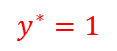 y* = 1